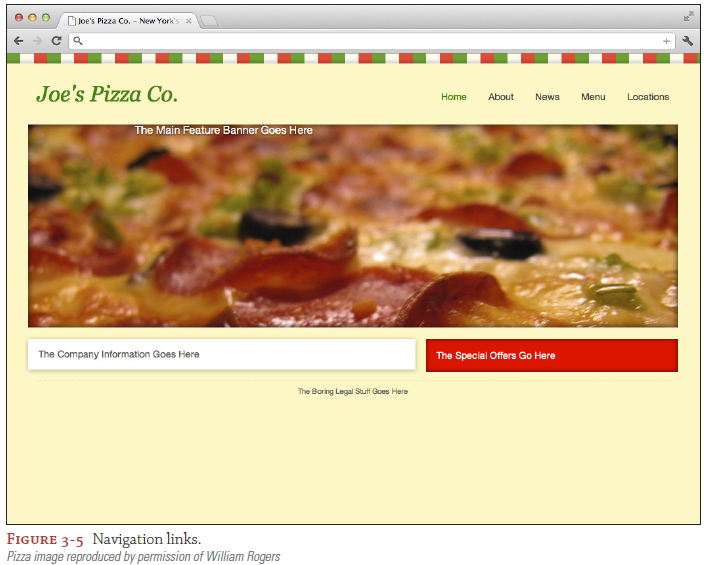 Joe's Pizza Co. – New York's
Joe's Pizza Co.
Home About News Menu Locations
The Main Feature Banner Goes Here
The Company Information Goes Here
The Special Offers Go Here
The Boring Legal Stuff Goes Here
Figure 3-5 Navigation links.
Pizza image reproduced by permission of William Rogers